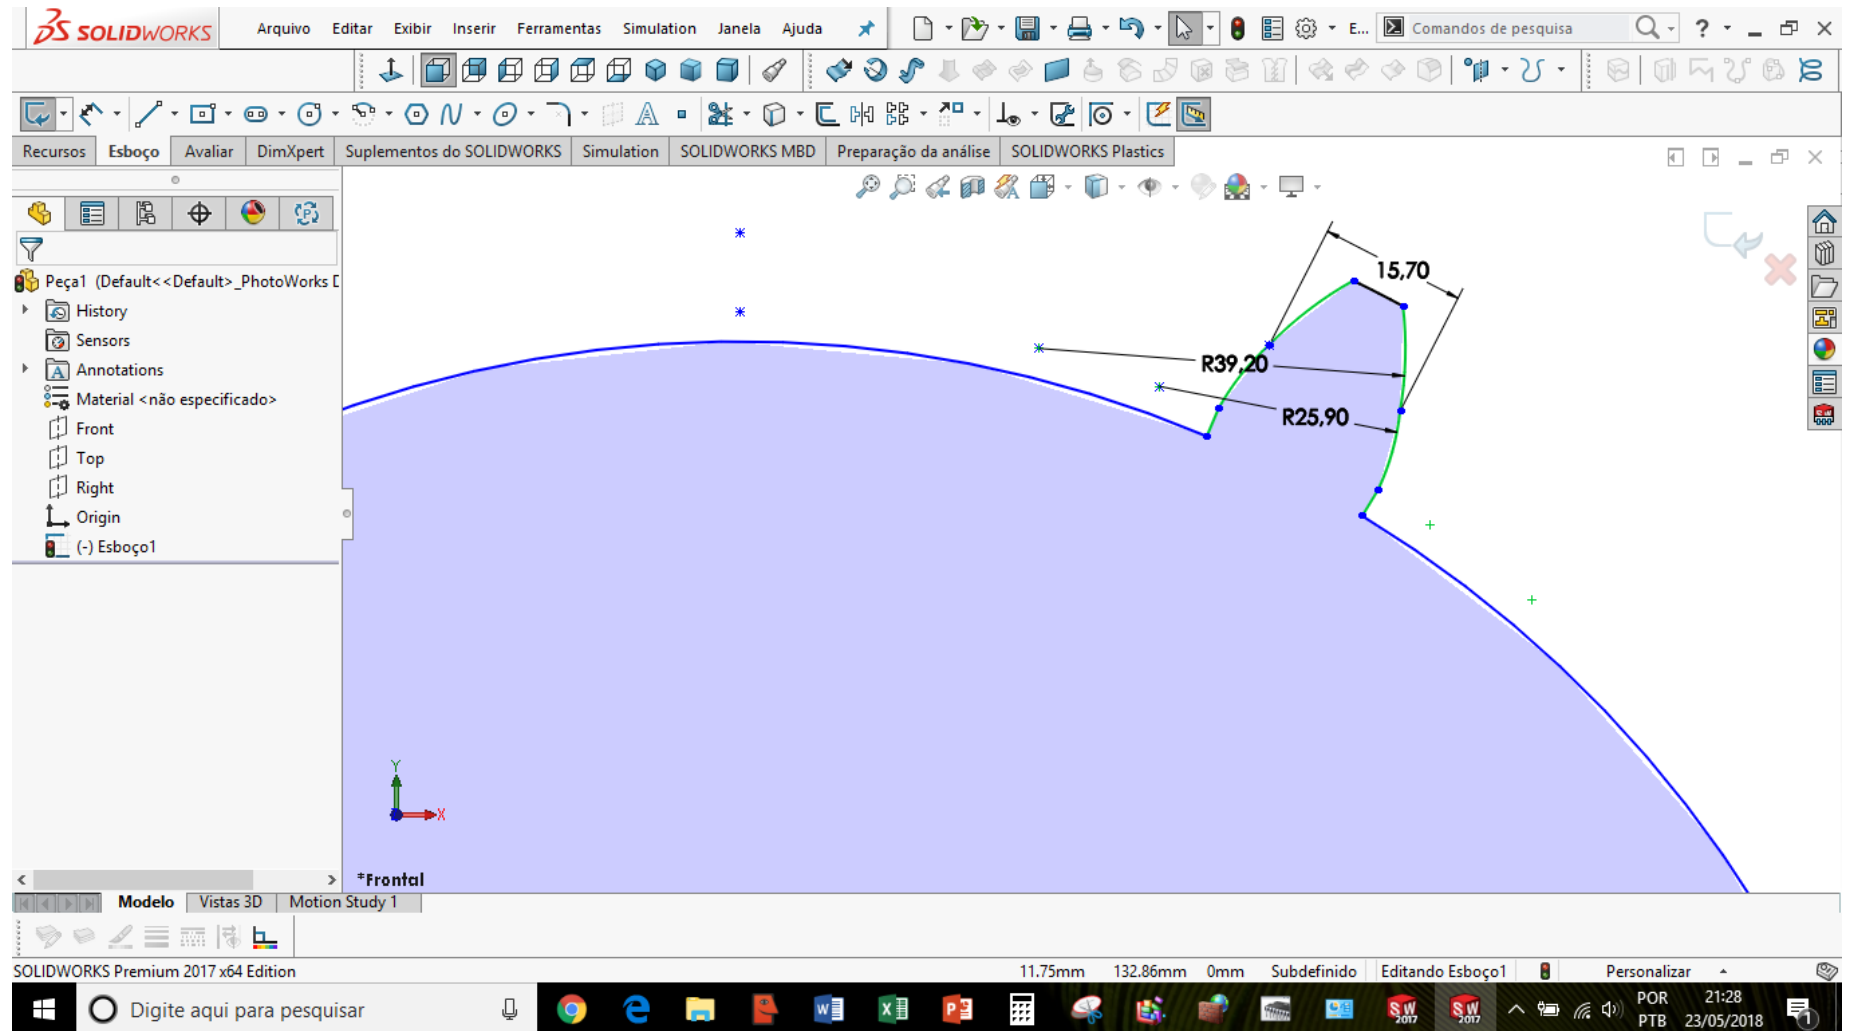 SOLIDWORKS Arquivo Editar Exibir Inserir Ferramentas Simulation Janela Ajuda E... Comandos de pesquisa ?
Recursos Esboço Avaliar DimXpert Suplementos do SOLIDWORKS Simulation SOLIDWORKS MBD Preparação da análise SOLIDWORKS Plastics
Peça1 (Default<<Default>_PhotoWorks D
History
Sensors
Annotations
Material <não especificado>
Front
Top
Right
Origin
(-) Esboço1
15,70
R39,20
R25,90
Y
X
*Frontal
Modelo Vistas 3D Motion Study 1
SOLIDWORKS Premium 2017 x64 Edition 11.75mm 132.86mm 0mm Subdefinido Editando Esboço1 Personalizar
Digite aqui para pesquisar
POR 21:28
PTB 23/05/2018